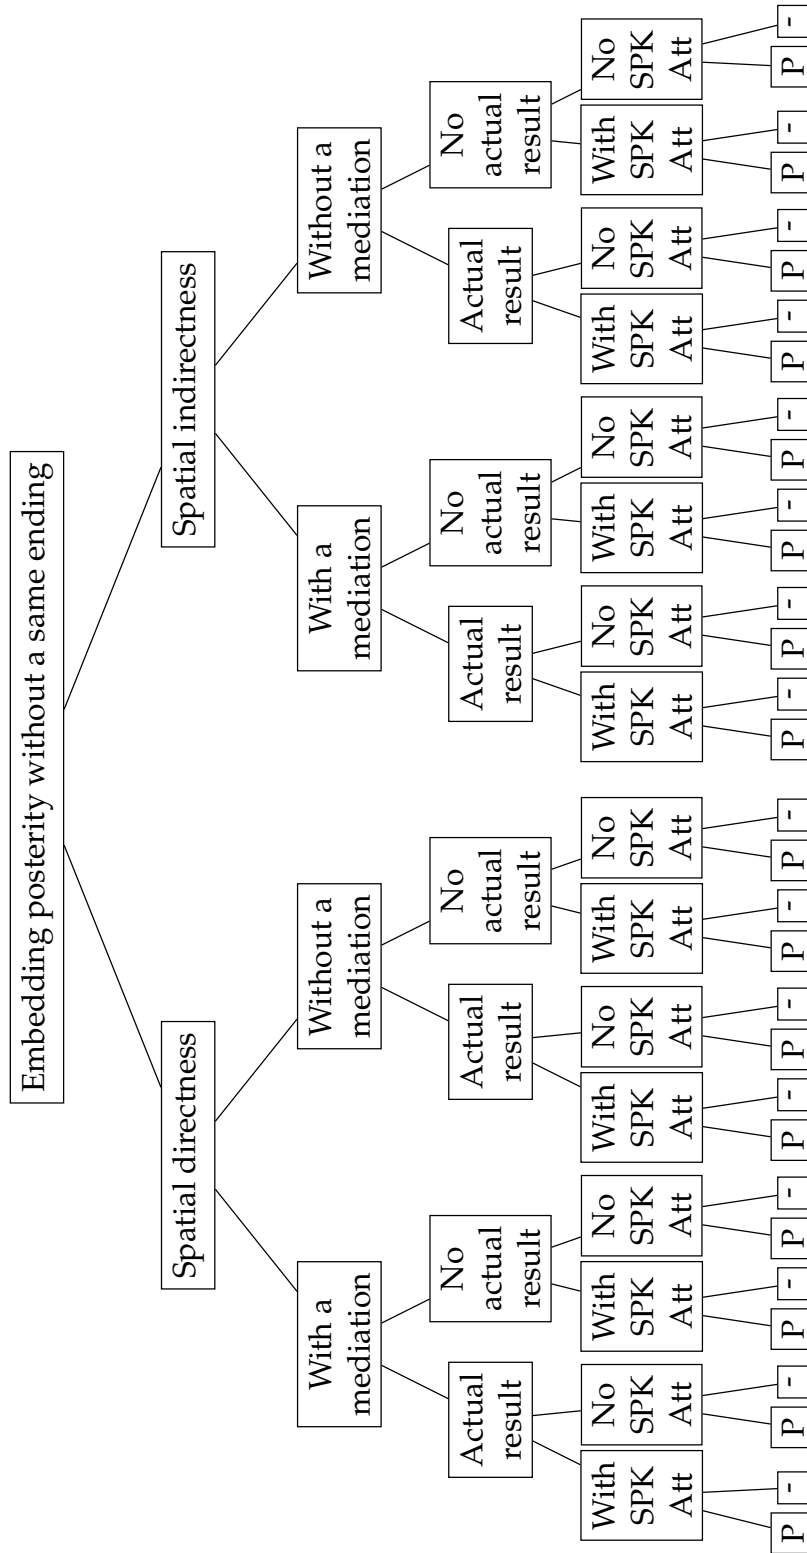 Embedding posterity without a same ending
Spatial directness
Spatial indirectness
With a
mediation
Without a
mediation
With a
mediation
Without a
mediation
Actual
result
No
actual
result
Actual
result
No
actual
result
Actual
result
No
actual
result
Actual
result
No
actual
result
With
SPK
Att
No
SPK
Att
With
SPK
Att
No
SPK
Att
With
SPK
Att
No
SPK
Att
With
SPK
Att
No
SPK
Att
With
SPK
Att
No
SPK
Att
With
SPK
Att
No
SPK
Att
With
SPK
Att
No
SPK
Att
With
SPK
Att
No
SPK
Att
P - P - P - P - P - P - P - P - P - P - P - P - P - P - P - P -